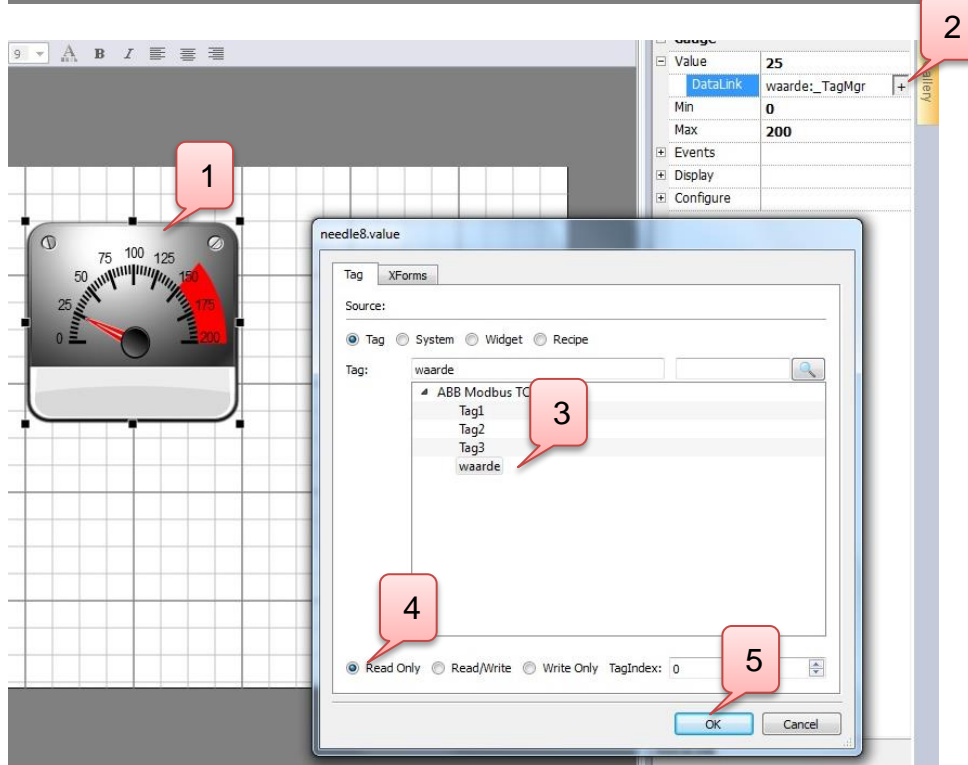 2
9 B I
Gauge
Value 25
DataLink waarde:_TagMgr +
Min 0
Max 200
Events
Display
Configure
1
0 25 50 75 100 125 150 175 200
needle8.value
Tag XForms
Source:
Tag System Widget Recipe
Tag: waarde
ABB Modbus TC
Tag1
Tag2
Tag3
waarde
3
4
Read Only Read/Write Write Only TagIndex: 0
5
OK Cancel